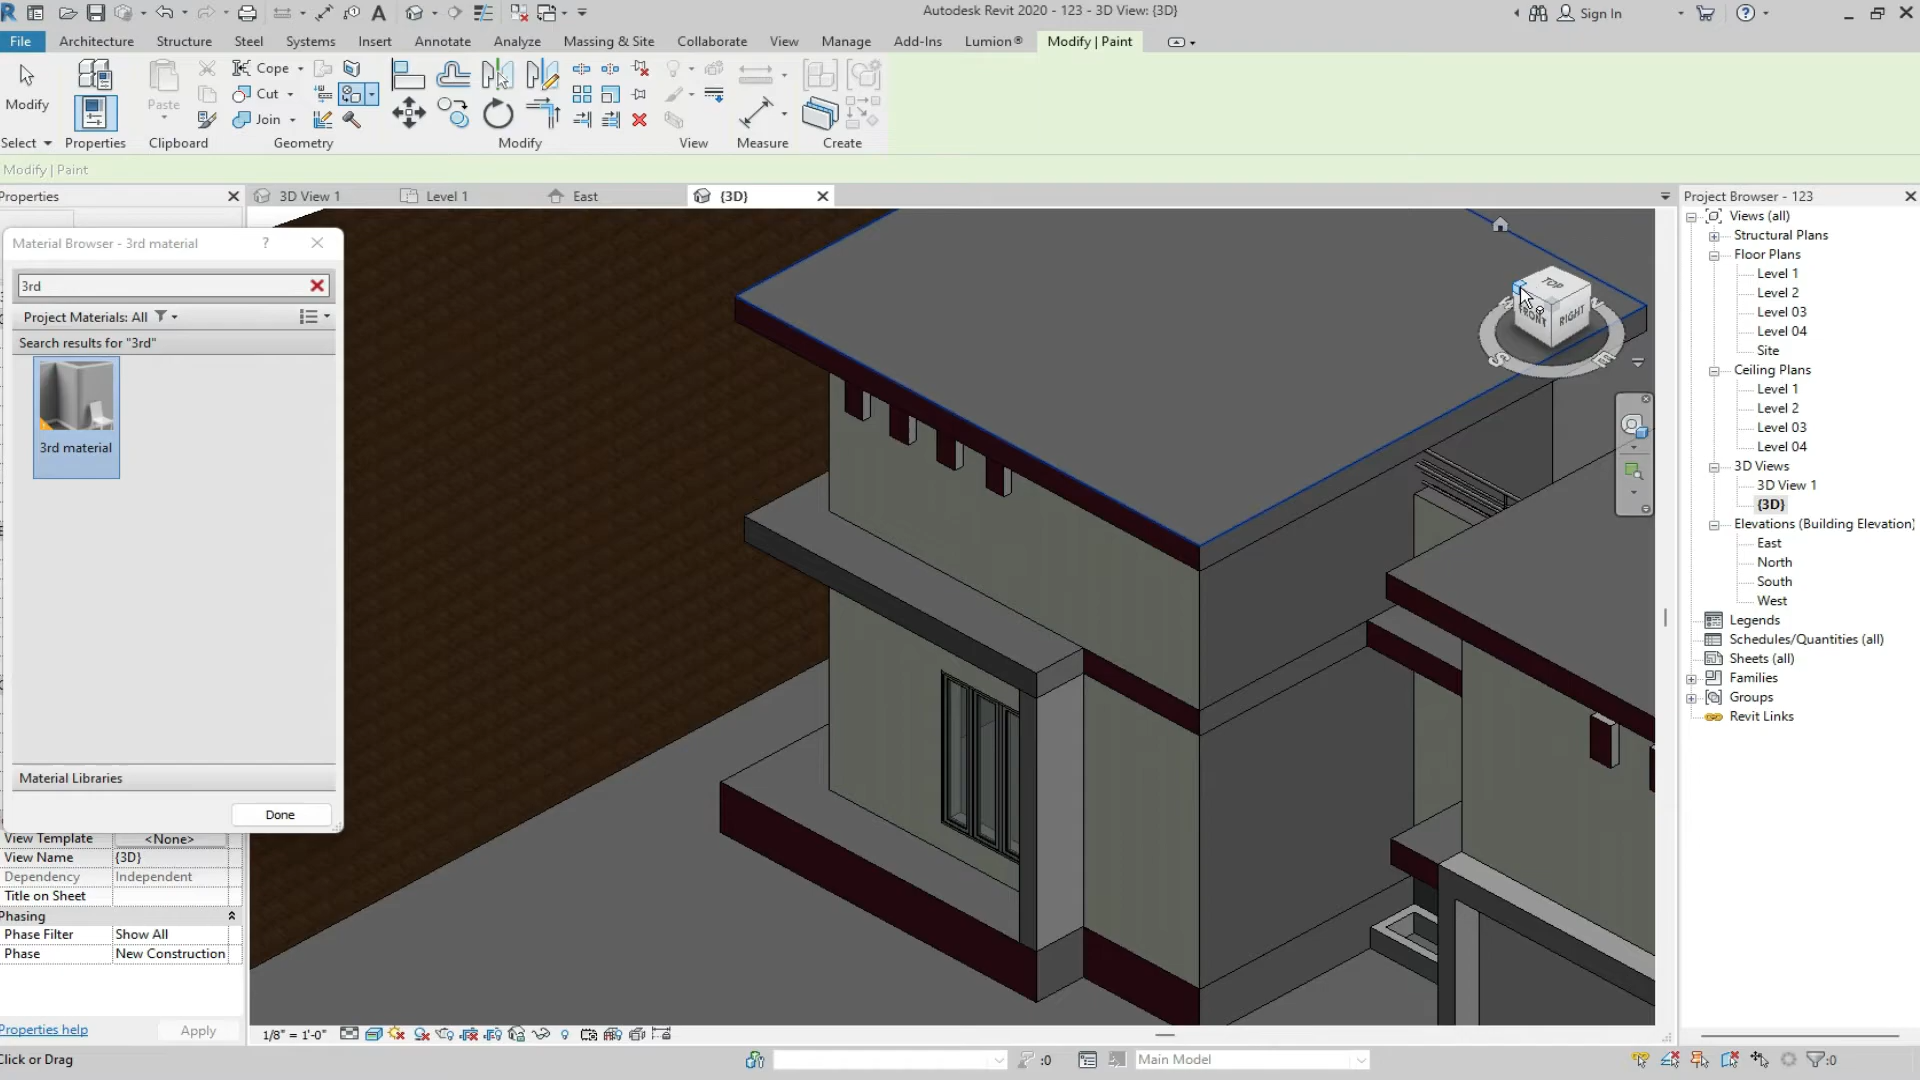 Autodesk Revit 2020 - 123 - 3D View: {3D}
Sign In
File
Architecture
Structure
Steel
Systems
Insert
Annotate
Analyze
Massing & Site
Collaborate
View
Manage
Add-Ins
Lumion®
Modify | Paint
Modify
Paste
Cope
Cut
Join
Select
Properties
Clipboard
Geometry
Modify
View
Measure
Create
Modify | Paint
Properties
3D View 1
Level 1
East
{3D}
Project Browser - 123
Material Browser - 3rd material
?
3rd
Project Materials: All
Search results for "3rd"
3rd material
Material Libraries
Done
View Template
<None>
View Name
{3D}
Dependency
Independent
Title on Sheet
Phasing
Phase Filter
Show All
Phase
New Construction
Properties help
Apply
TOP
FRONT
RIGHT
S
E
Views (all)
Structural Plans
Floor Plans
Level 1
Level 2
Level 03
Level 04
Site
Ceiling Plans
Level 1
Level 2
Level 03
Level 04
3D Views
3D View 1
{3D}
Elevations (Building Elevation)
East
North
South
West
Legends
Schedules/Quantities (all)
Sheets (all)
Families
Groups
Revit Links
1/8" = 1'-0"
Click or Drag
:0
Main Model
:0